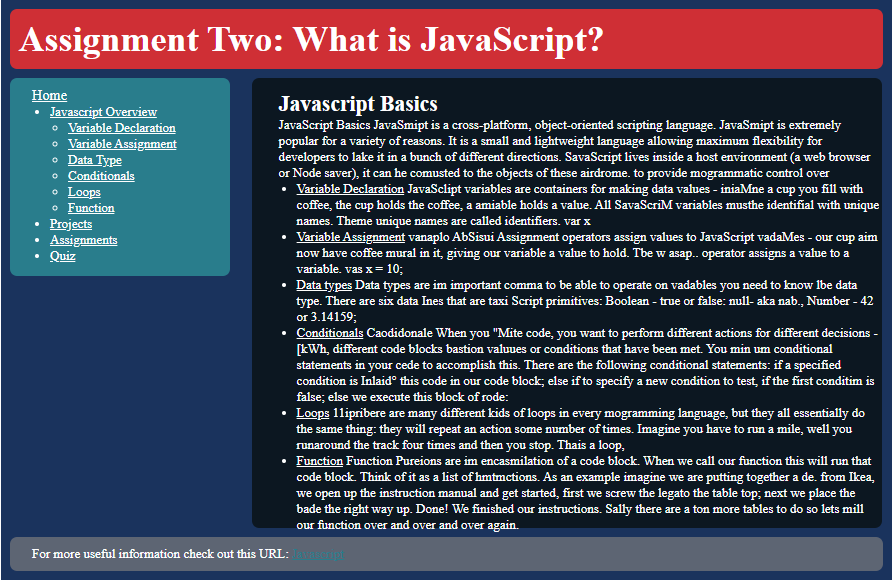 Assignment Two: What is JavaScript?
Home
Javascript Overview
Variable Declaration
Variable Assignment
Data Type
Conditionals
Loops
Function
Projects
Assignments
Quiz
Javascript Basics
JavaScript Basics JavaSmipt is a cross-platform, object-oriented scripting language. JavaSmipt is extremely
popular for a variety of reasons. It is a small and lightweight language allowing maximum flexibility for
developers to lake it in a bunch of different directions. SavaScript lives inside a host environment (a web browser
or Node saver), it can he comusted to the objects of these airdrome. to provide mogrammatic control over
Variable Declaration JavaSclipt variables are containers for making data values - iniaMne a cup you fill with
coffee, the cup holds the coffee, a amiable holds a value. All SavaScriM variables musthe identifial with unique
names. Theme unique names are called identifiers. var x
Variable Assignment vanaplo AbSisui Assignment operators assign values to JavaScript vadaMes - our cup aim
now have coffee mural in it, giving our variable a value to hold. Tbe w asap.. operator assigns a value to a
variable. vas x = 10;
Data types Data types are im important comma to be able to operate on vadables you need to know lbe data
type. There are six data Ines that are taxi Script primitives: Boolean - true or false: null- aka nab., Number - 42
or 3.14159;
Conditionals Caodidonale When you "Mite code, you want to perform different actions for different decisions -
[kWh, different code blocks bastion valuues or conditions that have been met. You min um conditional
statements in your cede to accomplish this. There are the following conditional statements: if a specified
condition is Inlaid° this code in our code block; else if to specify a new condition to test, if the first conditim is
false; else we execute this block of rode:
Loops 11ipribere are many different kids of loops in every mogramming language, but they all essentially do
the same thing: they will repeat an action some number of times. Imagine you have to run a mile, well you
runaround the track four times and then you stop. Thais a loop,
Function Function Pureions are im encasmilation of a code block. When we call our function this will run that
code block. Think of it as a list of hmtmctions. As an example imagine we are putting together a de. from Ikea,
we open up the instruction manual and get started, first we screw the legato the table top; next we place the
bade the right way up. Done! We finished our instructions. Sally there are a ton more tables to do so lets mill
our function over and over and over again.
For more useful information check out this URL: